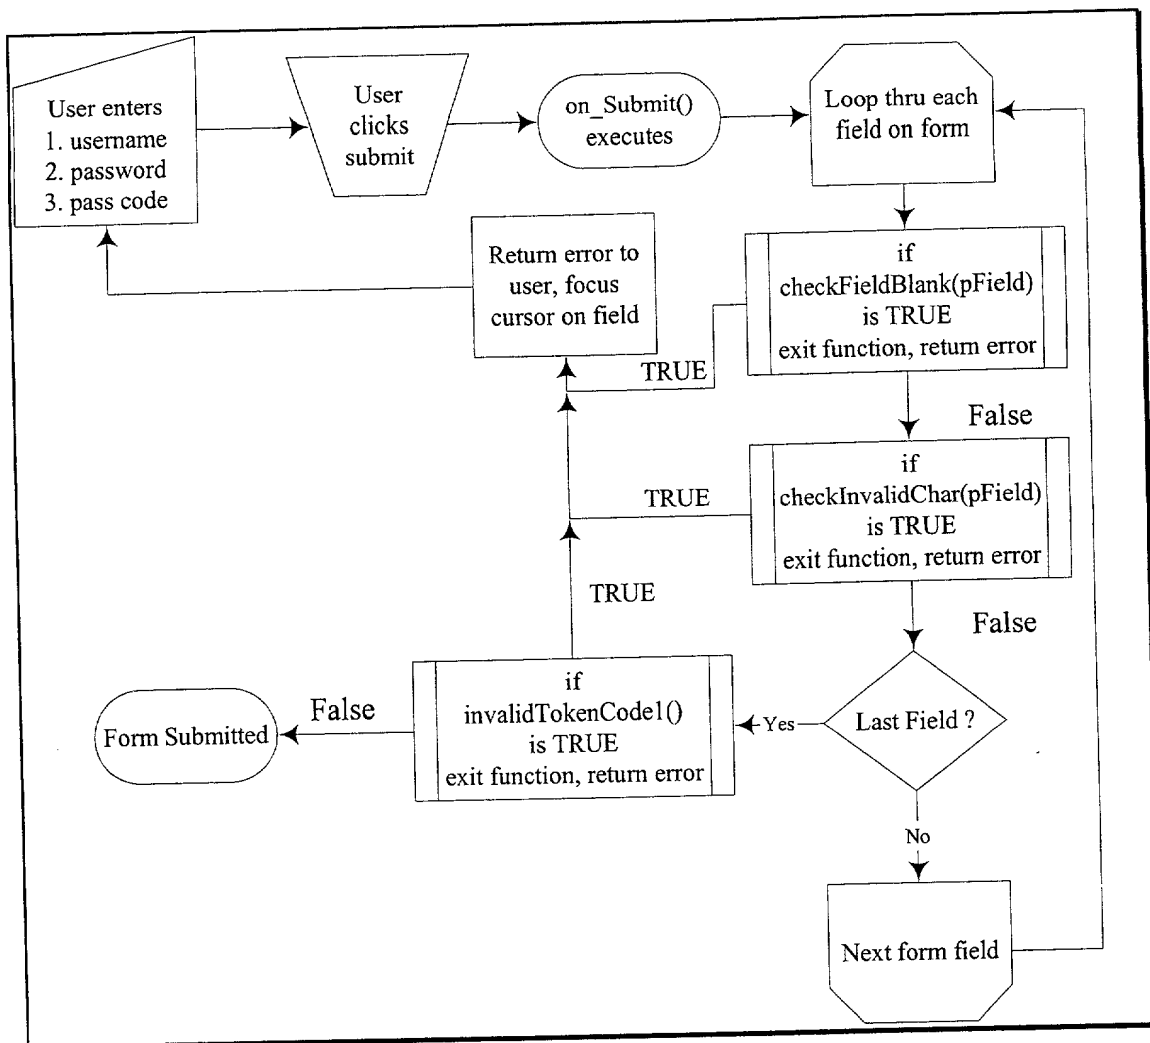 User enters
1. username
2. password
3. pass code
User
clicks
submit
on_Submit()
executes
Loop thru each
field on form
Return error to
user, focus
cursor on field
if
checkFieldBlank(pField)
is TRUE
exit function, return error
TRUE
False
if
checkInvalidChar(pField)
is TRUE
exit function, return error
TRUE
TRUE
False
if
invalidTokenCode1()
is TRUE
exit function, return error
False
Form Submitted
Yes
Last Field ?
No
Next form field